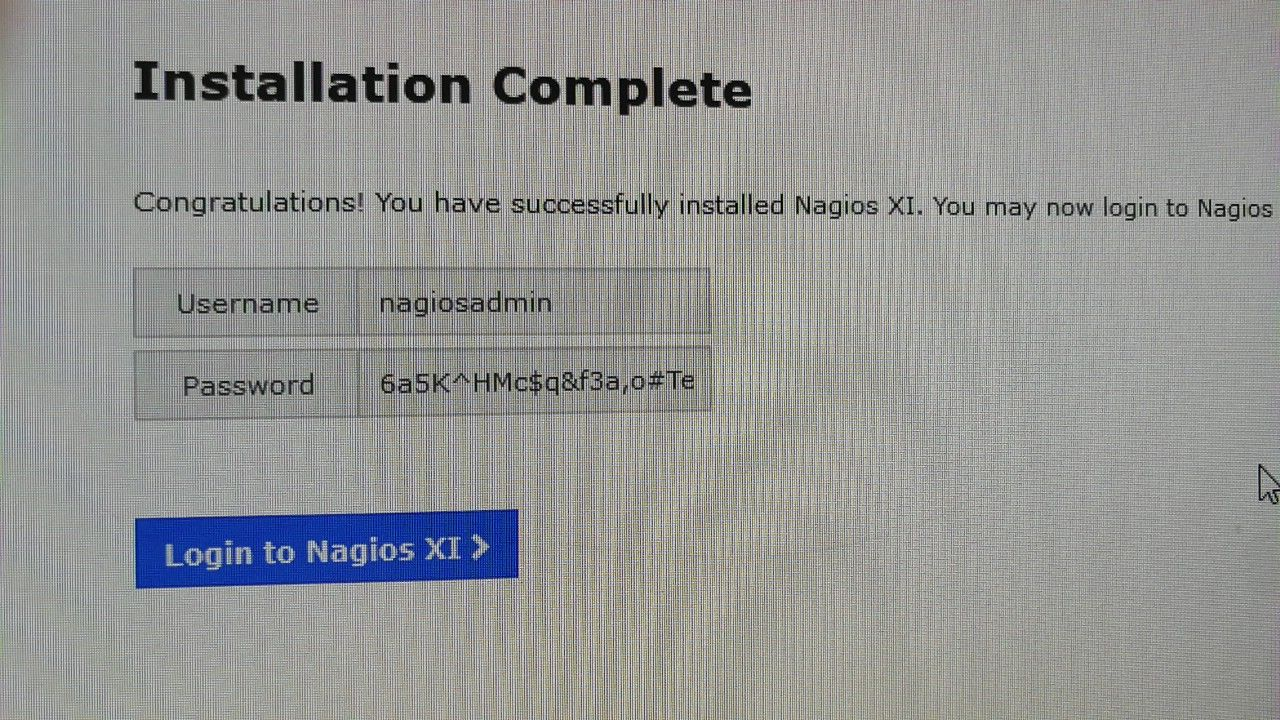 Installation Complete
Congratulations! You have successfully installed Nagios XI. You may now login to Nagios
Username nagiosadmin
Password 6a5K^HMc$q&f3a,o#Te
Login to Nagios XI